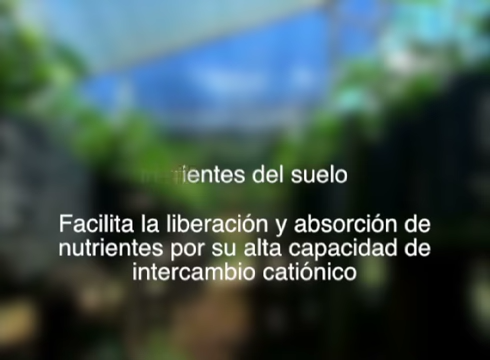 del suelo
Facilita la liberación y absorción de
nutrientes por su alta capacidad de
intercambio catiónico